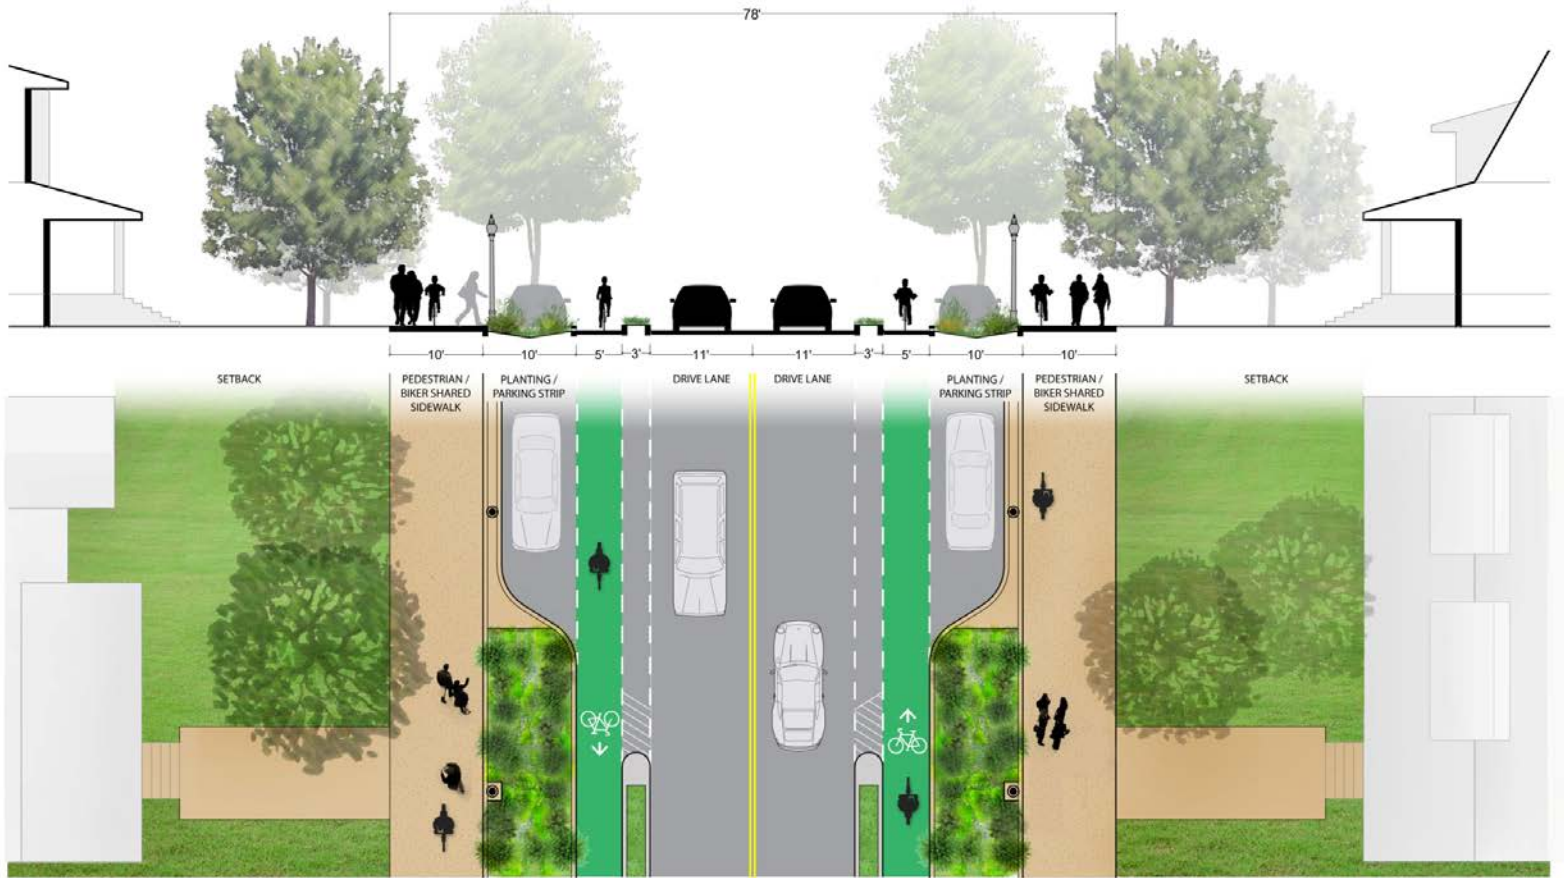 78'
10'
10'
5'
3'
11'
11'
3'
5'
10'
10'
SETBACK
PEDESTRIAN /
BIKER SHARED
SIDEWALK
PLANTING /
PARKING STRIP
DRIVE LANE
DRIVE LANE
PLANTING /
PARKING STRIP
PEDESTRIAN /
BIKER SHARED
SIDEWALK
SETBACK